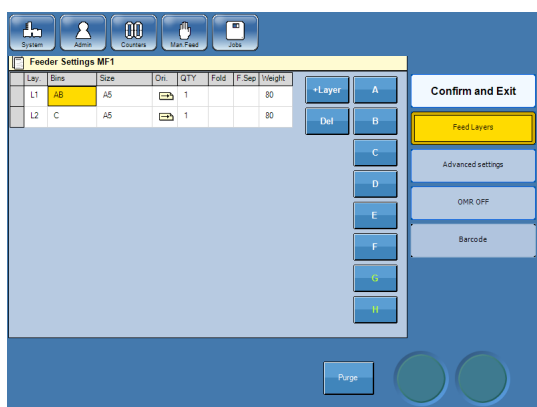 System Admin Counters Man.Feed Jobs
Feeder Settings MF1
Lay. Bins Size Ori. QTY Fold F.Sep Weight
L1 AB A5 1 80
L2 C A5 1 80
+Layer
Del
A
B
C
D
E
F
G
H
Confirm and Exit
Feed Layers
Advanced settings
OMR OFF
Barcode
Purge